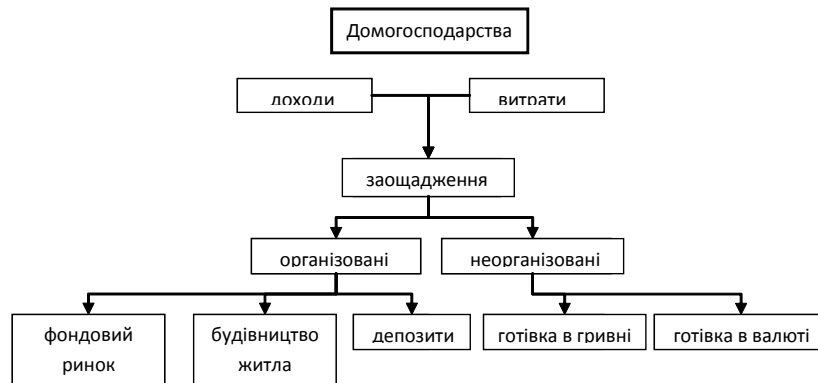 Домогосподарства
доходи
витрати
заощадження
організовані
неорганізовані
фондовий
ринок
будівництво
житла
депозити
готівка в гривні
готівка в валюті